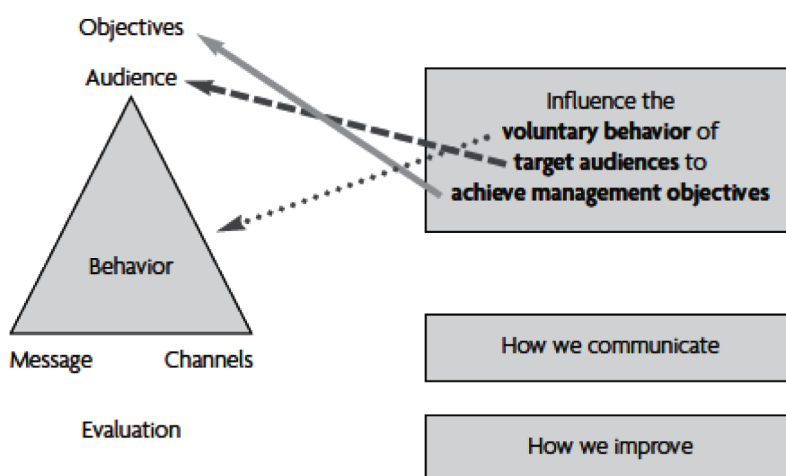 Objectives
Audience
Influence the
voluntary behavior of
target audiences to
achieve management objectives
Behavior
Message
Channels
How we communicate
Evaluation
How we improve